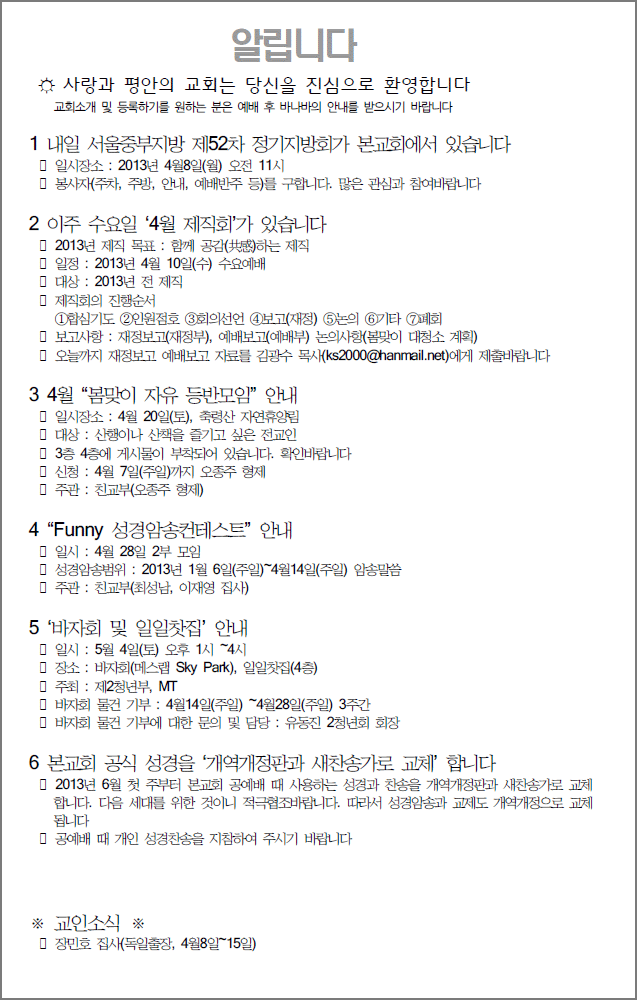 알립니다
☼ 사랑과 평안의 교회는 당신을 진심으로 환영합니다
교회소개 및 등록하기를 원하는 분은 예배 후 바나바의 안내를 받으시기 바랍니다
1 내일 서울중부지방 제52차 정기지방회가 본교회에서 있습니다
▯ 일시장소 : 2013년 4월8일(월) 오전 11시
▯ 봉사자(주차, 주방, 안내, 예배반주 등)를 구합니다. 많은 관심과 참여바랍니다
2 이주 수요일 ‘4월 제직회’가 있습니다
▯ 2013년 제직 목표 : 함께 공감(共感)하는 제직
▯ 일정 : 2013년 4월 10일(수) 수요예배
▯ 대상 : 2013년 전 제직
▯ 제직회의 진행순서
①합심기도 ②인원점호 ③회의선언 ④보고(재정) ⑤논의 ⑥기타 ⑦폐회
▯ 보고사항 : 재정보고(재정부), 예배보고(예배부) 논의사항(봄맞이 대청소 계획)
▯ 오늘까지 재정보고 예배보고 자료를 김광수 목사(ks2000@hanmail.net)에게 제출바랍니다
3 4월 “봄맞이 자유 등반모임” 안내
▯ 일시장소 : 4월 20일(토), 축령산 자연휴양림
▯ 대상 : 산행이나 산책을 즐기고 싶은 전교인
▯ 3층 4층에 게시물이 부착되어 있습니다. 확인바랍니다
▯ 신청 : 4월 7일(주일)까지 오종주 형제
▯ 주관 : 친교부(오종주 형제)
4 “Funny 성경암송컨테스트” 안내
▯ 일시 : 4월 28일 2부 모임
▯ 성경암송범위 : 2013년 1월 6일(주일)~4월14일(주일) 암송말씀
▯ 주관 : 친교부(최성남, 이재영 집사)
5 ‘바자회 및 일일찻집’ 안내
▯ 일시 : 5월 4일(토) 오후 1시 ~4시
▯ 장소 : 바자회(메스랩 Sky Park), 일일찻집(4층)
▯ 주최 : 제2청년부, MT
▯ 바자회 물건 기부 : 4월14일(주일) ~4월28일(주일) 3주간
▯ 바자회 물건 기부에 대한 문의 및 담당 : 유동진 2청년회 회장
6 본교회 공식 성경을 ‘개역개정판과 새찬송가로 교체’ 합니다
▯ 2013년 6월 첫 주부터 본교회 공예배 때 사용하는 성경과 찬송을 개역개정판과 새찬송가로 교체
합니다. 다음 세대를 위한 것이니 적극협조바랍니다. 따라서 성경암송과 교제도 개역개정으로 교체
됩니다
▯ 공예배 때 개인 성경찬송을 지참하여 주시기 바랍니다
※ 교인소식 ※
▯ 장민호 집사(독일출장, 4월8일~15일)